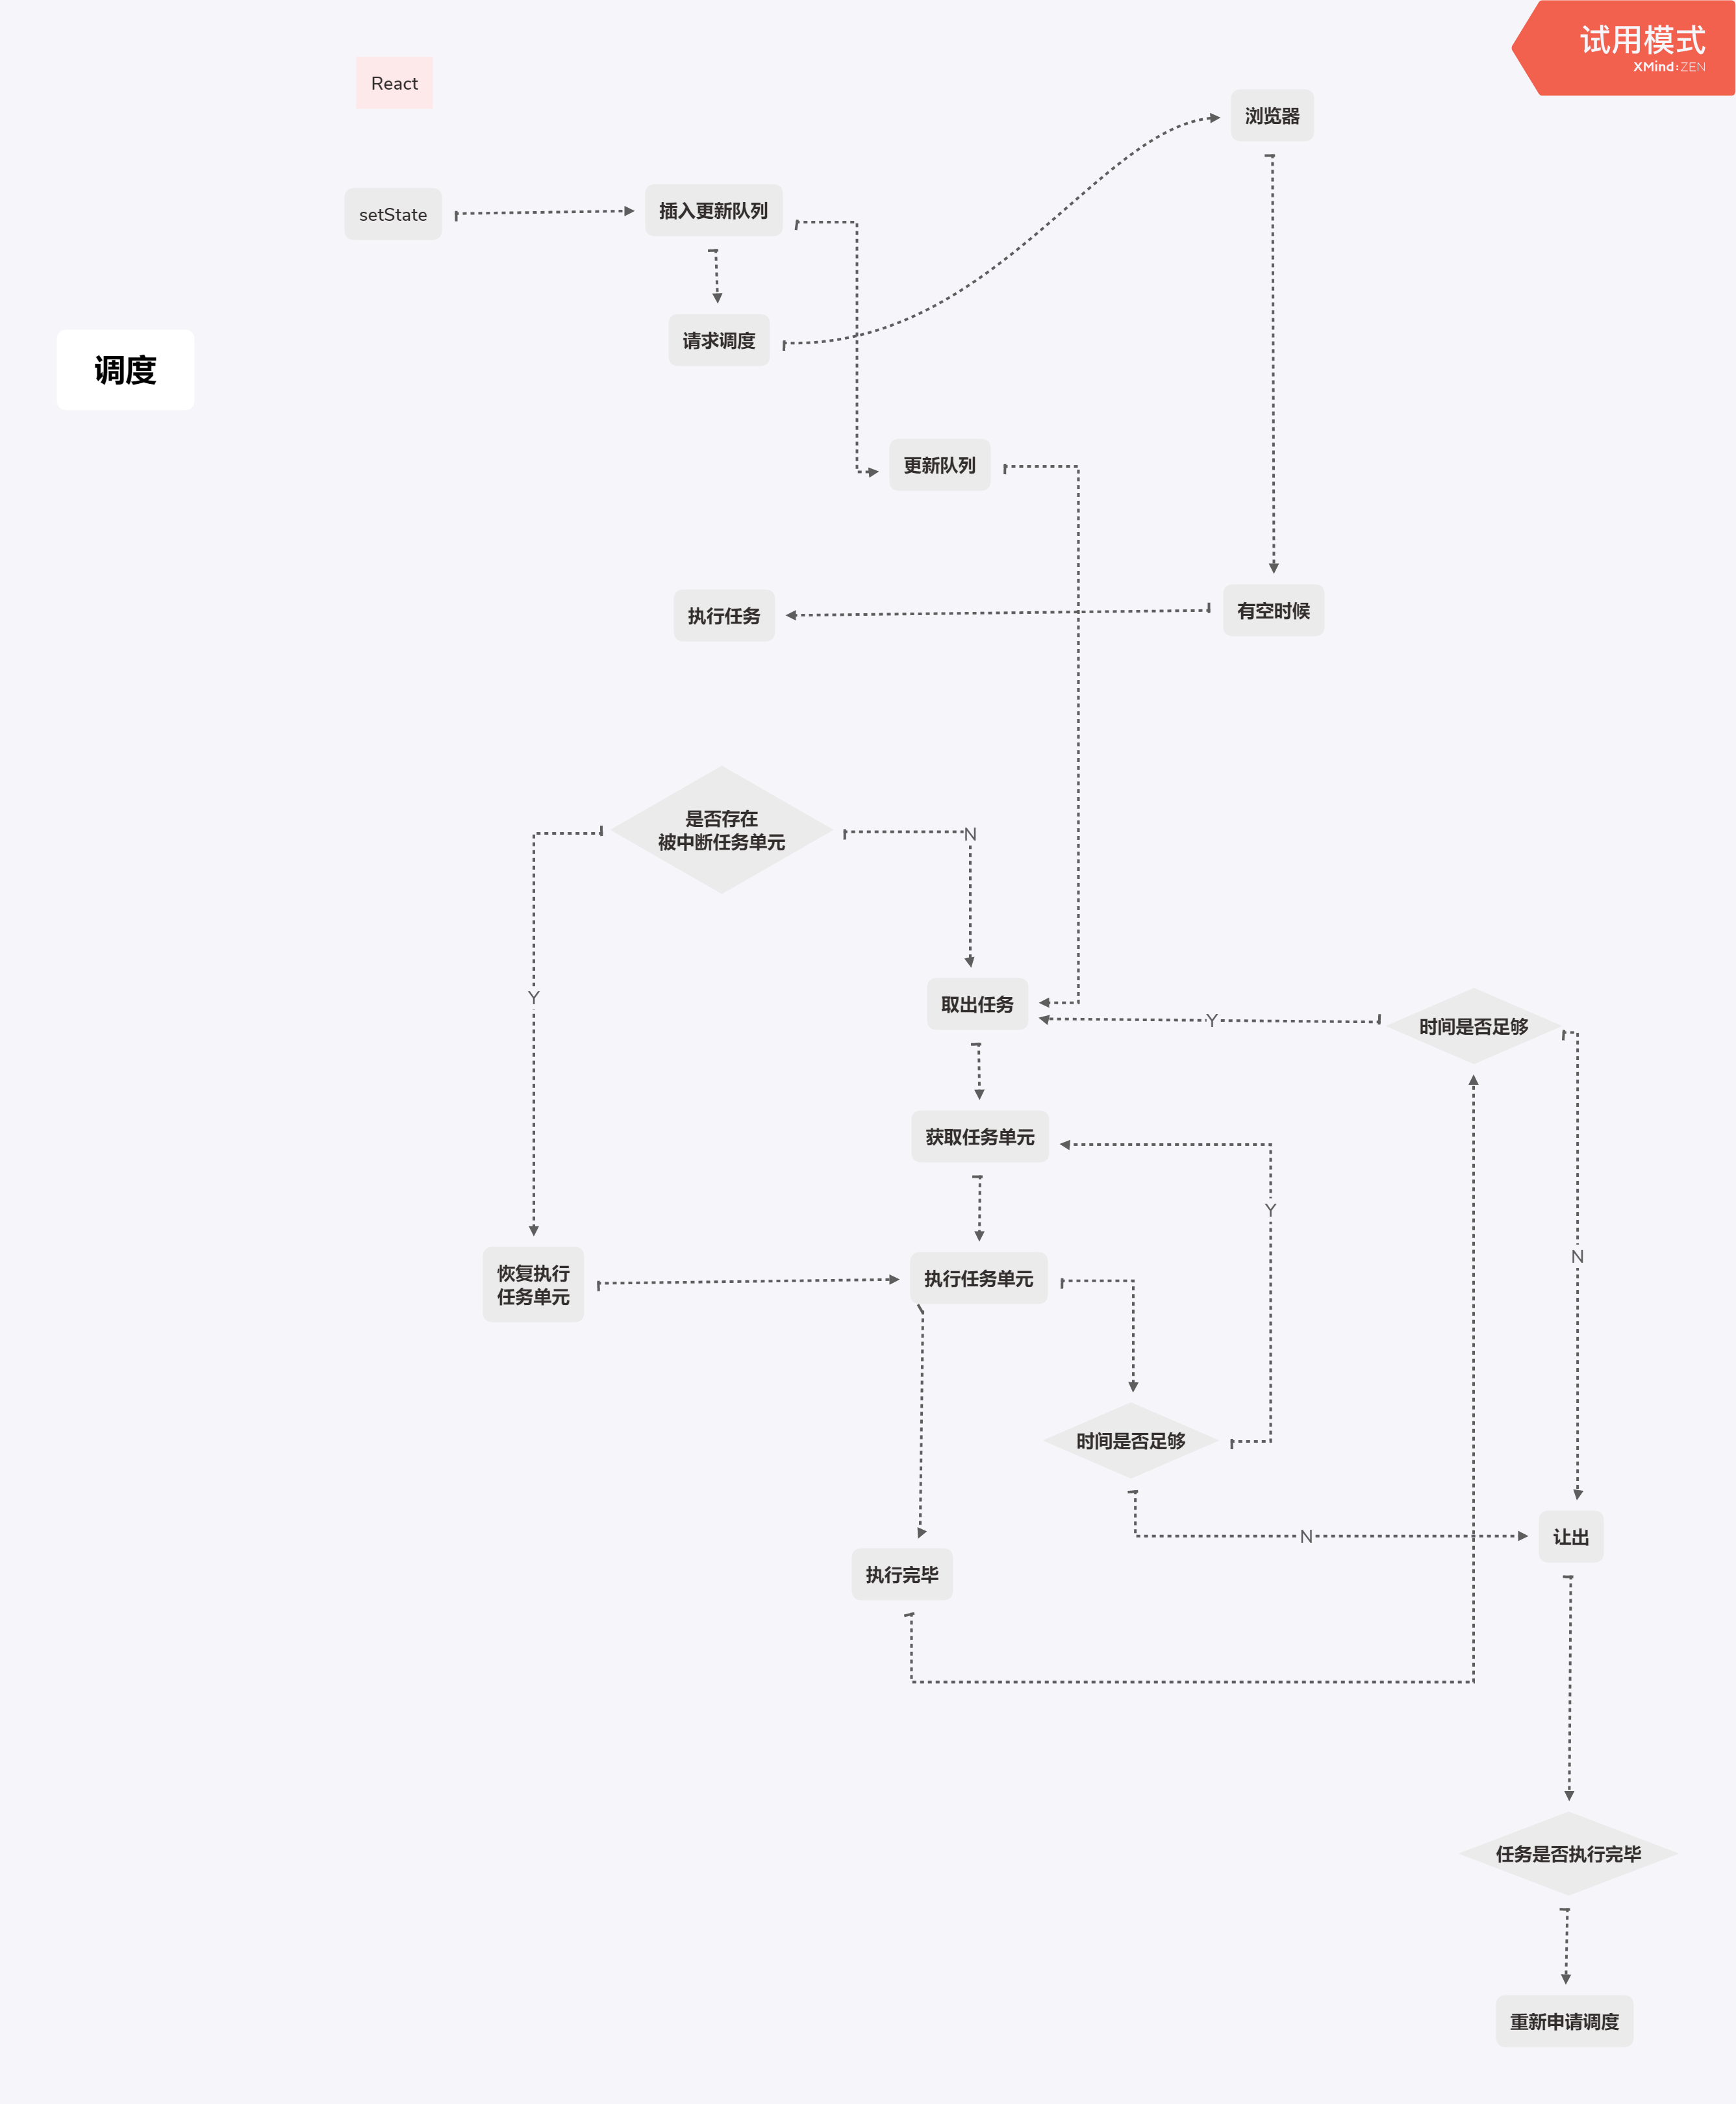 试用模式
XMind:ZEN
React
浏览器
setState
插入更新队列
请求调度
调度
更新队列
执行任务
有空时候
是否存在
被中断任务单元
N
Y
取出任务
Y
时间是否足够
获取任务单元
Y
N
恢复执行
任务单元
执行任务单元
时间是否足够
N
让出
执行完毕
任务是否执行完毕
重新申请调度